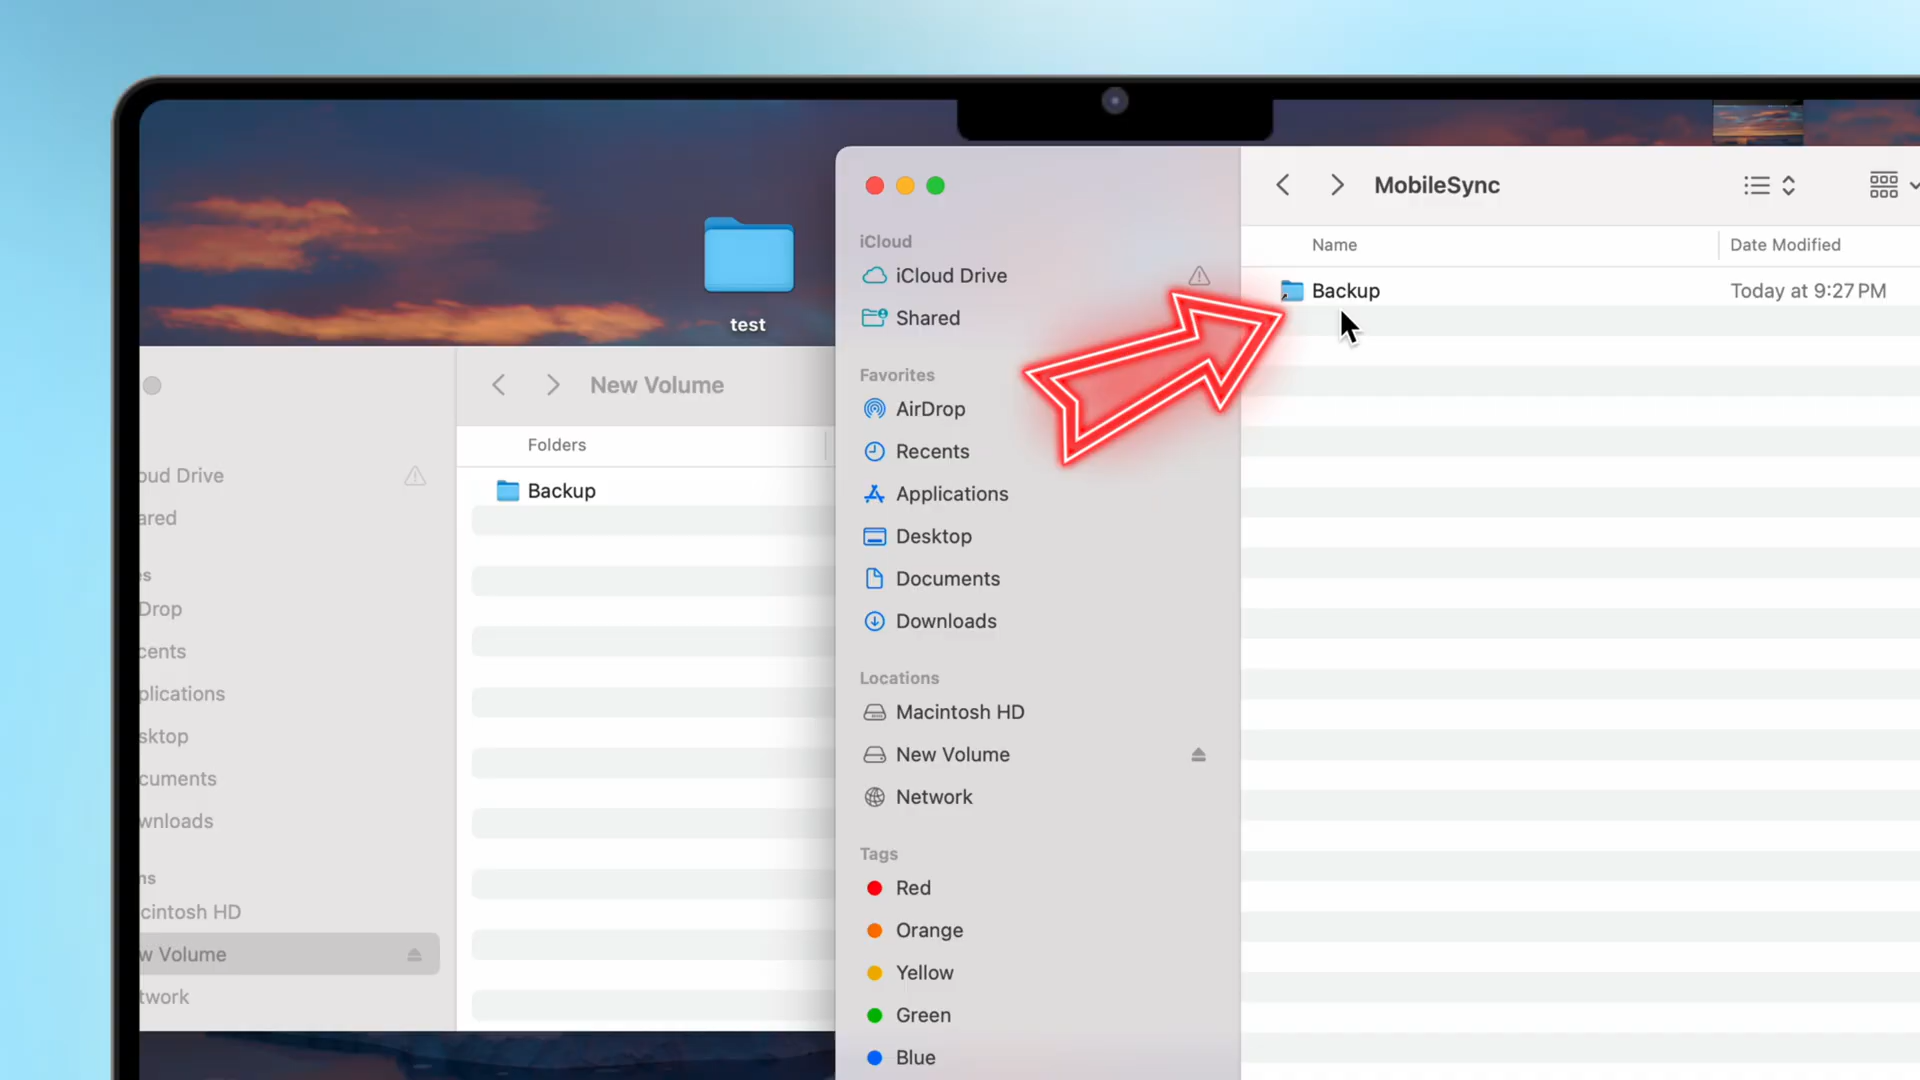 test
New Volume
Folders
Backup
oud Drive
ared
es
Drop
cents
plications
sktop
cuments
wnloads
ns
cintosh HD
w Volume
twork
iCloud
iCloud Drive
Shared
Favorites
AirDrop
Recents
Applications
Desktop
Documents
Downloads
Locations
Macintosh HD
New Volume
Network
Tags
Red
Orange
Yellow
Green
Blue
MobileSync
Name Date Modified
Backup Today at 9:27 PM